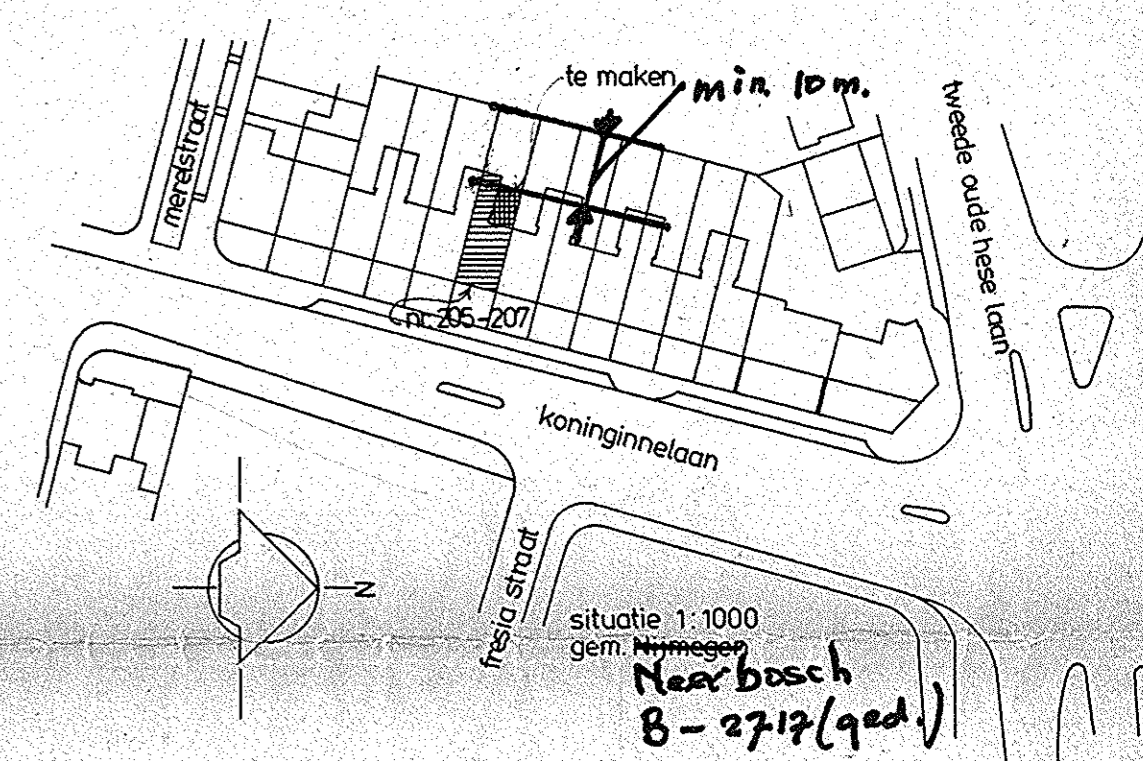 te maken
min. 10 m.
merelstraat
tweede oude hese laan
nr. 205-207
koninginnelaan
fresia straat
N
situatie 1:1000
gem. Nijmegen
Neerbosch
B - 2717 (ged.)